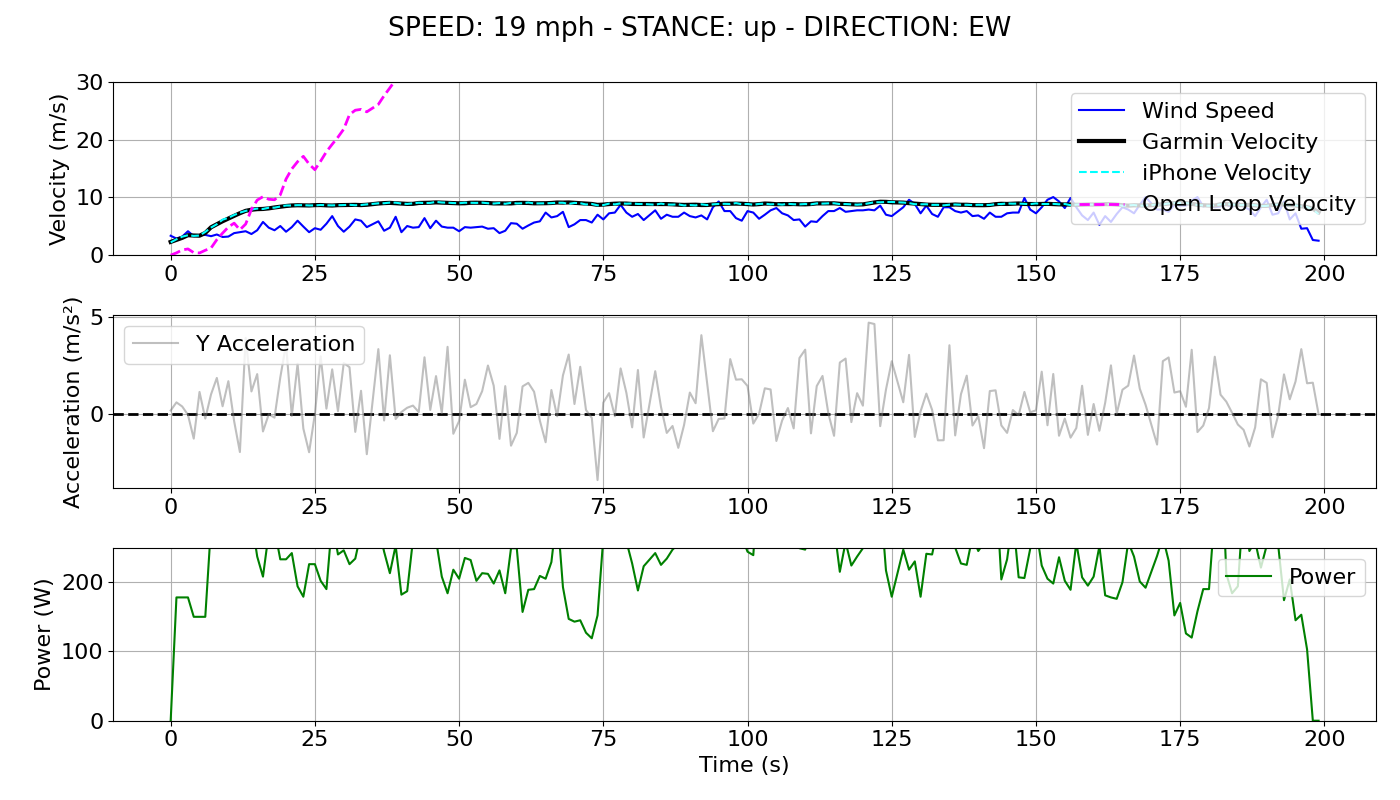 SPEED: 19 mph - STANCE: up - DIRECTION: EW
Velocity (m/s)
30
20
10
0
Wind Speed
Garmin Velocity
iPhone Velocity
Open Loop Velocity
0 25 50 75 100 125 150 175 200
Acceleration (m/s²)
5
0
Y Acceleration
0 25 50 75 100 125 150 175 200
Power (W)
200
100
0
Power
0 25 50 75 100 125 150 175 200
Time (s)